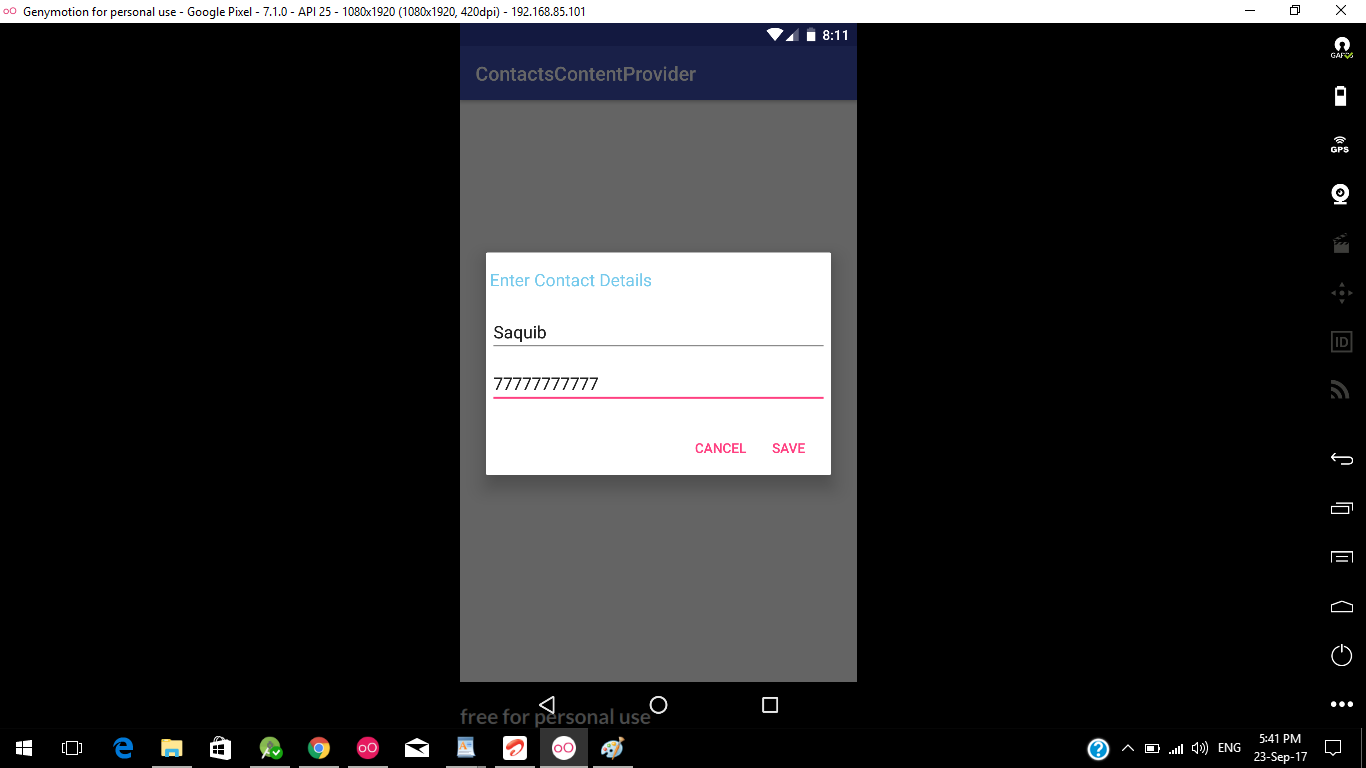 Genymotion for personal use - Google Pixel - 7.1.0 - API 25 - 1080x1920 (1080x1920, 420dpi) - 192.168.85.101
8:11
ContactsContentProvider
GAPPS
GPS
Enter Contact Details
Saquib
77777777777
ID
CANCEL SAVE
free for personal use
ENG
5:41 PM
23-Sep-17